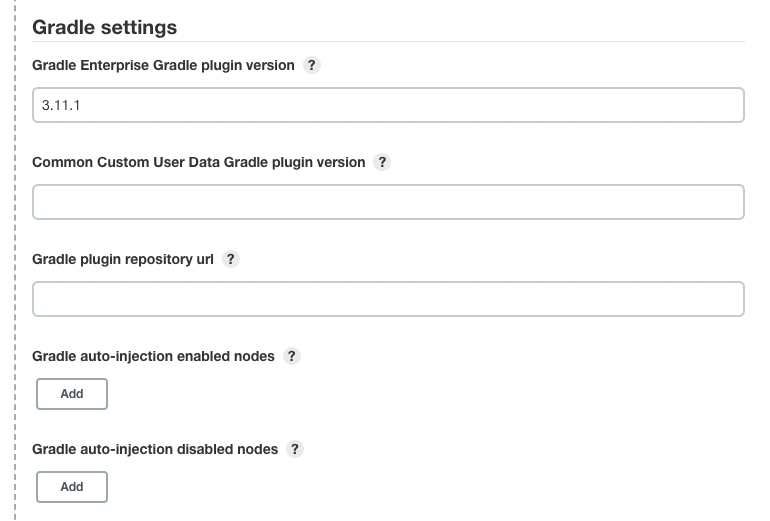 Gradle settings
Gradle Enterprise Gradle plugin version ?
3.11.1
Common Custom User Data Gradle plugin version ?
Gradle plugin repository url ?
Gradle auto-injection enabled nodes ?
Add
Gradle auto-injection disabled nodes ?
Add